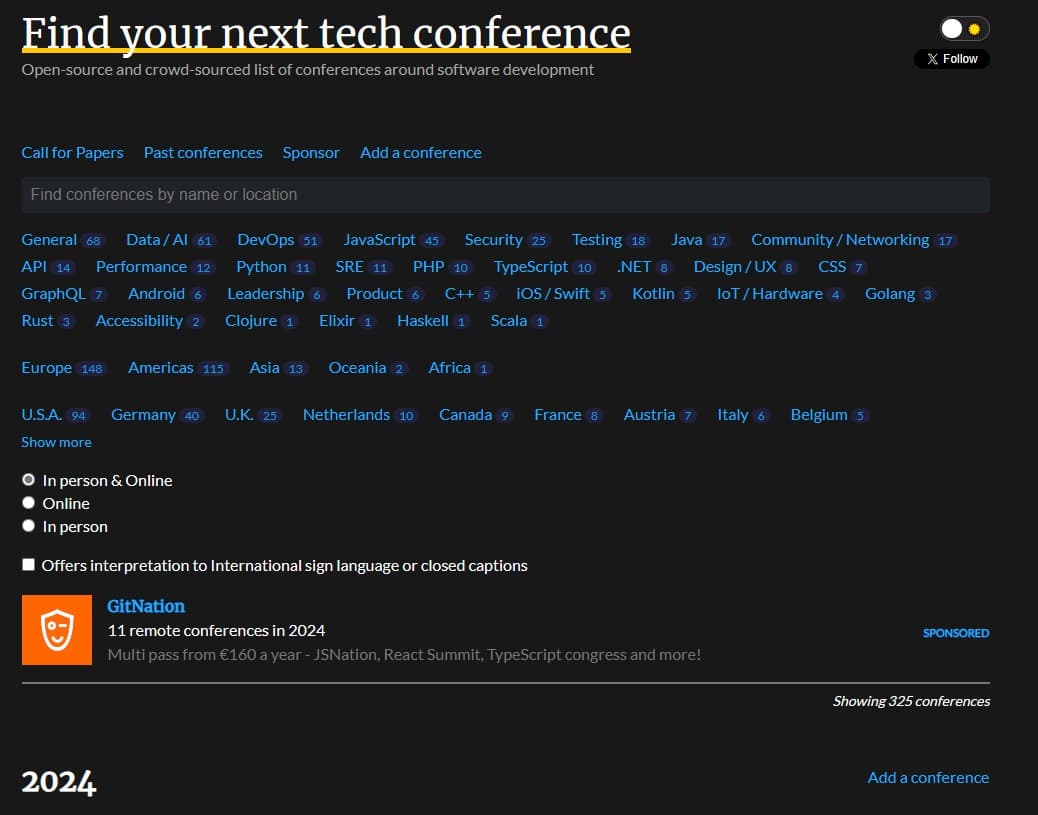 Find your next tech conference
Open-source and crowd-sourced list of conferences around software development
X Follow
Call for Papers Past conferences Sponsor Add a conference
Find conferences by name or location
General 68 Data / AI 61 DevOps 51 JavaScript 45 Security 25 Testing 18 Java 17 Community / Networking 17
API 14 Performance 12 Python 11 SRE 11 PHP 10 TypeScript 10 .NET 8 Design / UX 8 CSS 7
GraphQL 7 Android 6 Leadership 6 Product 6 C++ 5 iOS / Swift 5 Kotlin 5 IoT / Hardware 4 Golang 3
Rust 3 Accessibility 2 Clojure 1 Elixir 1 Haskell 1 Scala 1
Europe 148 Americas 115 Asia 13 Oceania 2 Africa 1
U.S.A. 94 Germany 40 U.K. 25 Netherlands 10 Canada 9 France 8 Austria 7 Italy 6 Belgium 5
Show more
In person & Online
Online
In person
Offers interpretation to International sign language or closed captions
GitNation
11 remote conferences in 2024
SPONSORED
Multi pass from €160 a year - JSNation, React Summit, TypeScript congress and more!
Showing 325 conferences
2024
Add a conference